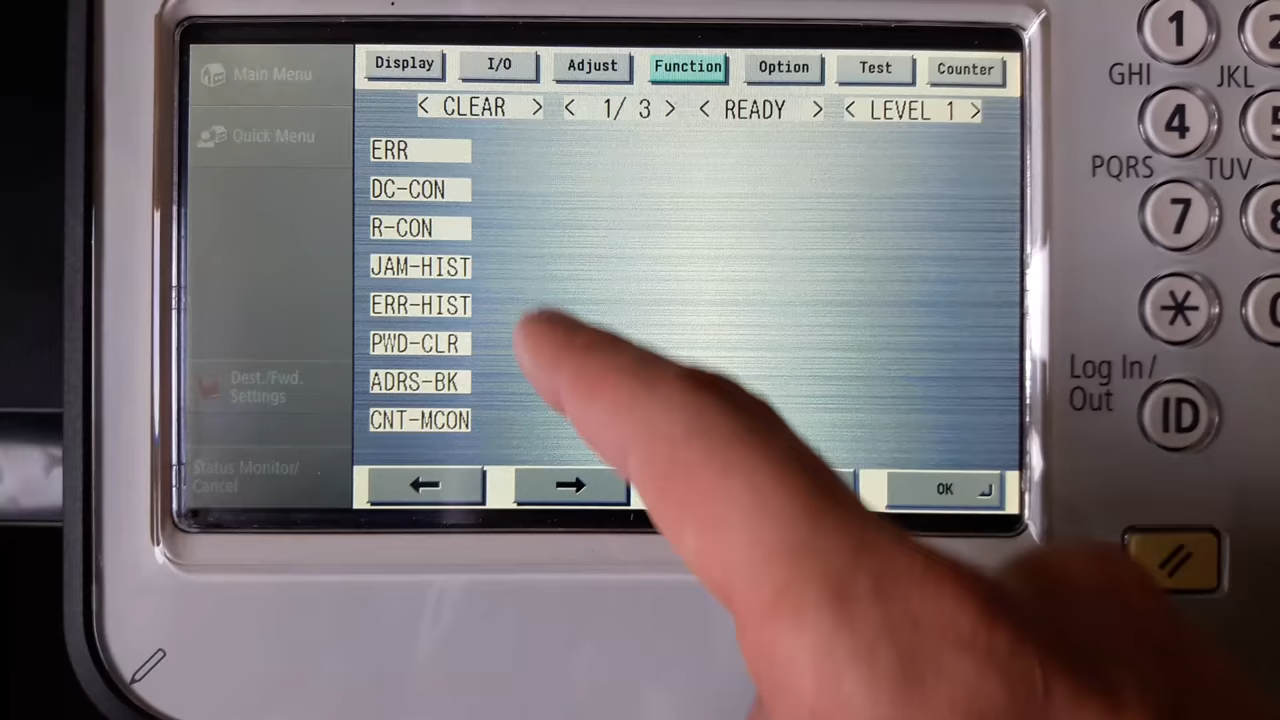 Main Menu
Quick Menu
Dest./Fwd.
Settings
Status Monitor/
Cancel
Display I/O Adjust Function Option Test Counter
< CLEAR > < 1/ 3 > < READY > < LEVEL 1 >
ERR
DC-CON
R-CON
JAM-HIST
ERR-HIST
PWD-CLR
ADRS-BK
CNT-MCON
← → OK
1
GHI JKL
4
PQRS TUV
7
*
Log In/
Out
ID